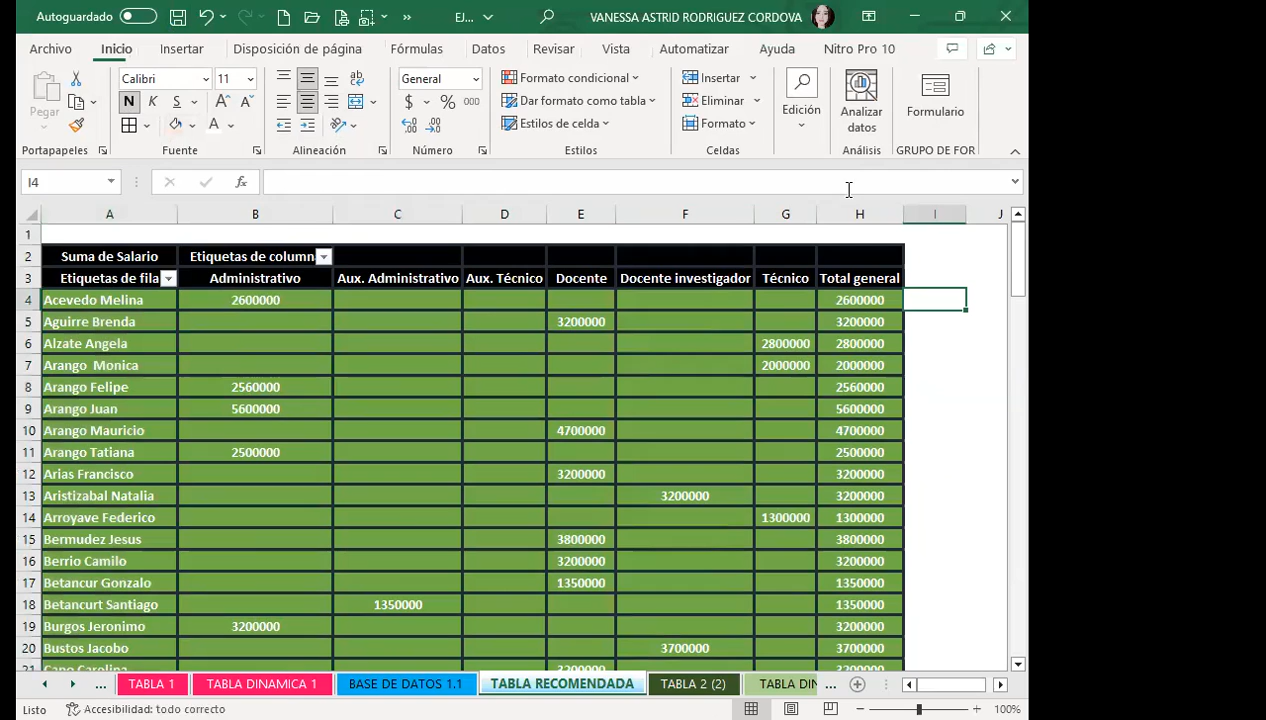 Autoguardado EJ... VANESSA ASTRID RODRIGUEZ CORDOVA
Archivo Inicio Insertar Disposición de página Fórmulas Datos Revisar Vista Automatizar Ayuda Nitro Pro 10
Pegar Calibri 11 General Formato condicional Insertar
N K S A A $ % 000 Dar formato como tabla Eliminar Edición Analizar datos Formulario
A Estilos de celda Formato
Portapapeles Fuente Alineación Número Estilos Celdas Análisis GRUPO DE FOR
I4 fx
A B C D E F G H I J
1
2 Suma de Salario Etiquetas de column
3 Etiquetas de fila Administrativo Aux. Administrativo Aux. Técnico Docente Docente investigador Técnico Total general
4 Acevedo Melina 2600000 2600000
5 Aguirre Brenda 3200000 3200000
6 Alzate Angela 2800000 2800000
7 Arango Monica 2000000 2000000
8 Arango Felipe 2560000 2560000
9 Arango Juan 5600000 5600000
10 Arango Mauricio 4700000 4700000
11 Arango Tatiana 2500000 2500000
12 Arias Francisco 3200000 3200000
13 Aristizabal Natalia 3200000 3200000
14 Arroyave Federico 1300000 1300000
15 Bermudez Jesus 3800000 3800000
16 Berrio Camilo 3200000 3200000
17 Betancur Gonzalo 1350000 1350000
18 Betancurt Santiago 1350000 1350000
19 Burgos Jeronimo 3200000 3200000
20 Bustos Jacobo 3700000 3700000
21 Cano Carolina 3200000 3200000
... TABLA 1 TABLA DINAMICA 1 BASE DE DATOS 1.1 TABLA RECOMENDADA TABLA 2 (2) TABLA DIN ...
Listo Accesibilidad: todo correcto 100%